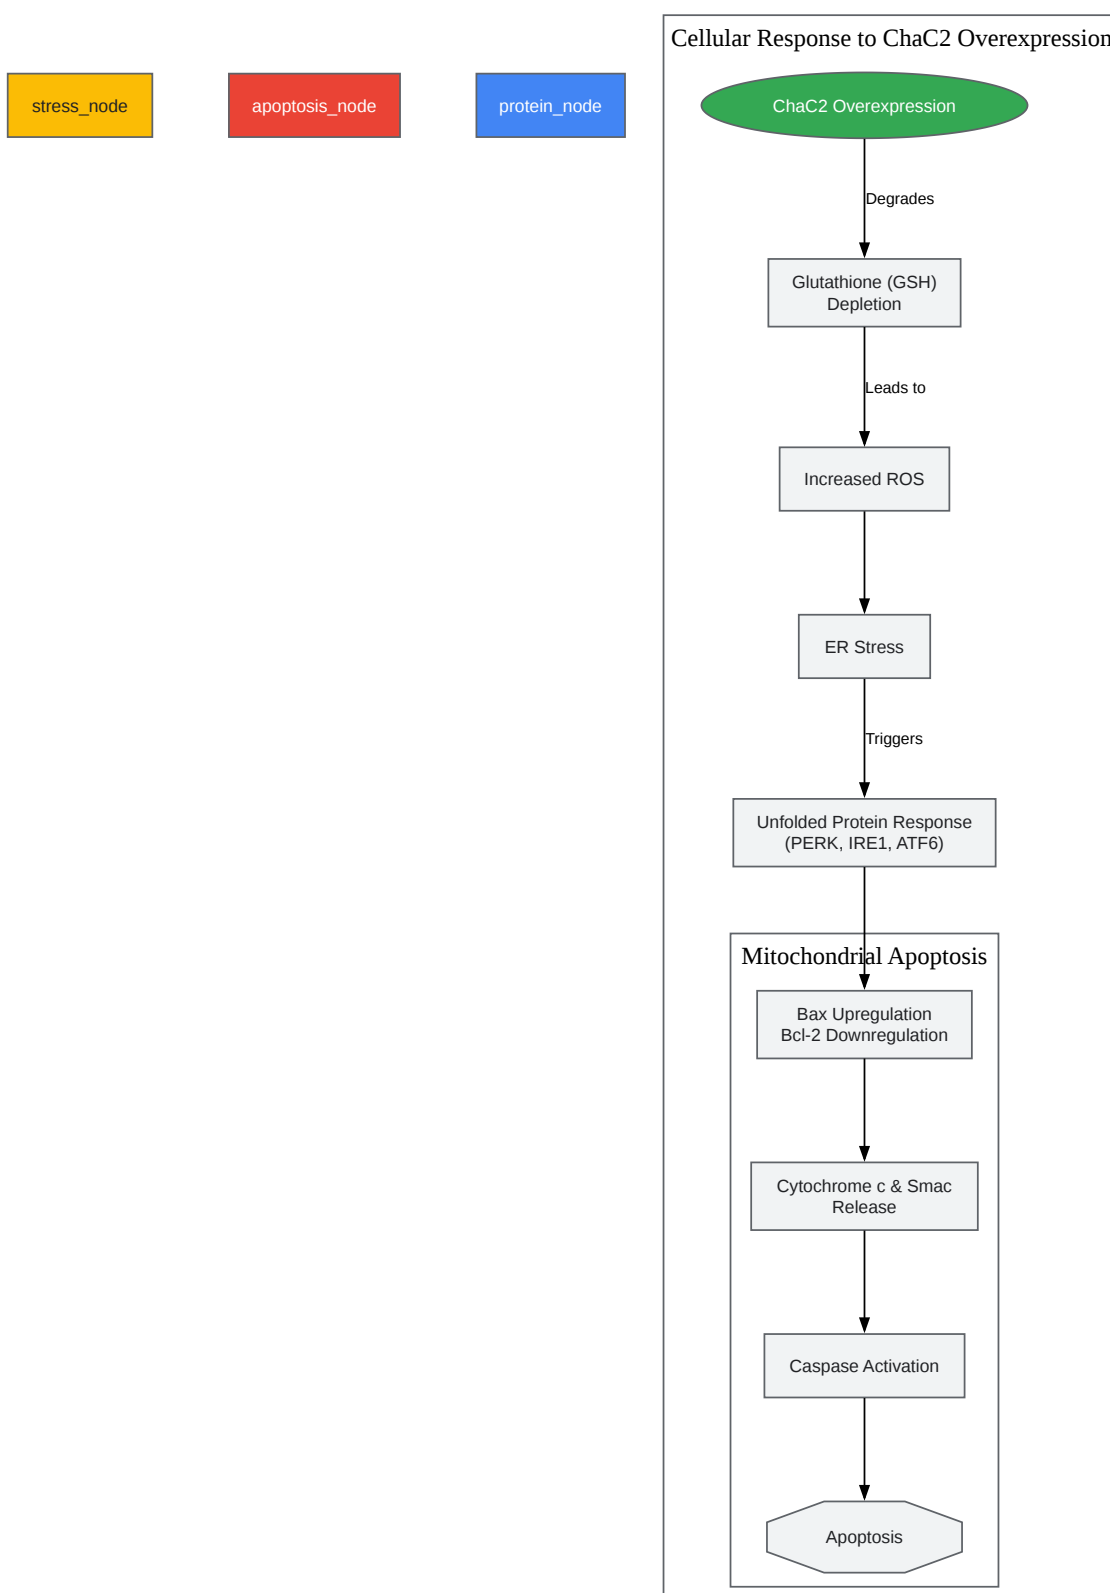 Cellular Response to ChaC2 Overexpression
stress_node
apoptosis_node
protein_node
ChaC2 Overexpression
Degrades
Glutathione (GSH)
Depletion
Leads to
Increased ROS
ER Stress
Triggers
Unfolded Protein Response
(PERK, IRE1, ATF6)
Mitochondrial Apoptosis
Bax Upregulation
Bcl-2 Downregulation
Cytochrome c & Smac
Release
Caspase Activation
Apoptosis